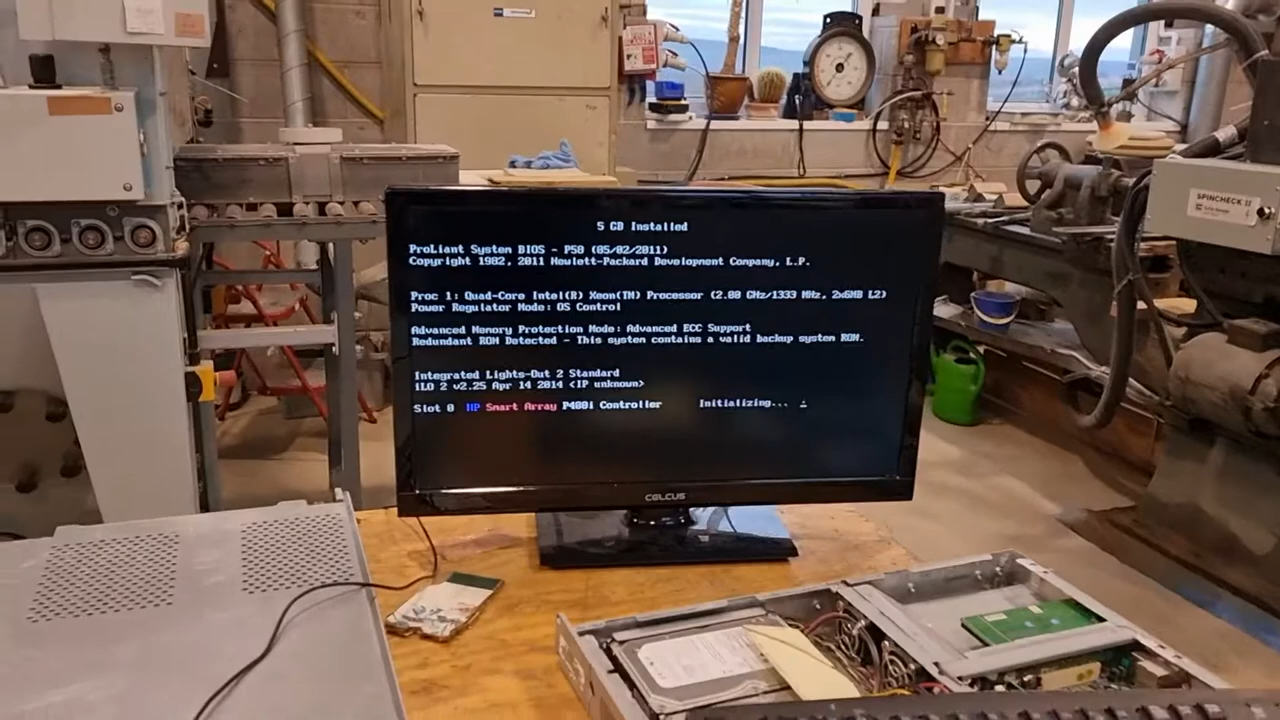 5 GB Installed
ProLiant System BIOS - P58 (05/02/2011)
Copyright 1982, 2011 Hewlett-Packard Development Company, L.P.
Proc 1: Quad-Core Intel(R) Xeon(TM) Processor (2.00 GHz/1333 MHz, 2x6MB L2)
Power Regulator Mode: OS Control
Advanced Memory Protection Mode: Advanced ECC Support
Redundant ROM Detected - This system contains a valid backup system ROM.
Integrated Lights-Out 2 Standard
iLO 2 v2.25 Apr 14 2014 <IP unknown>
Slot 0 HP Smart Array P400i Controller Initializing...
CELCUS
SPINCHECK II